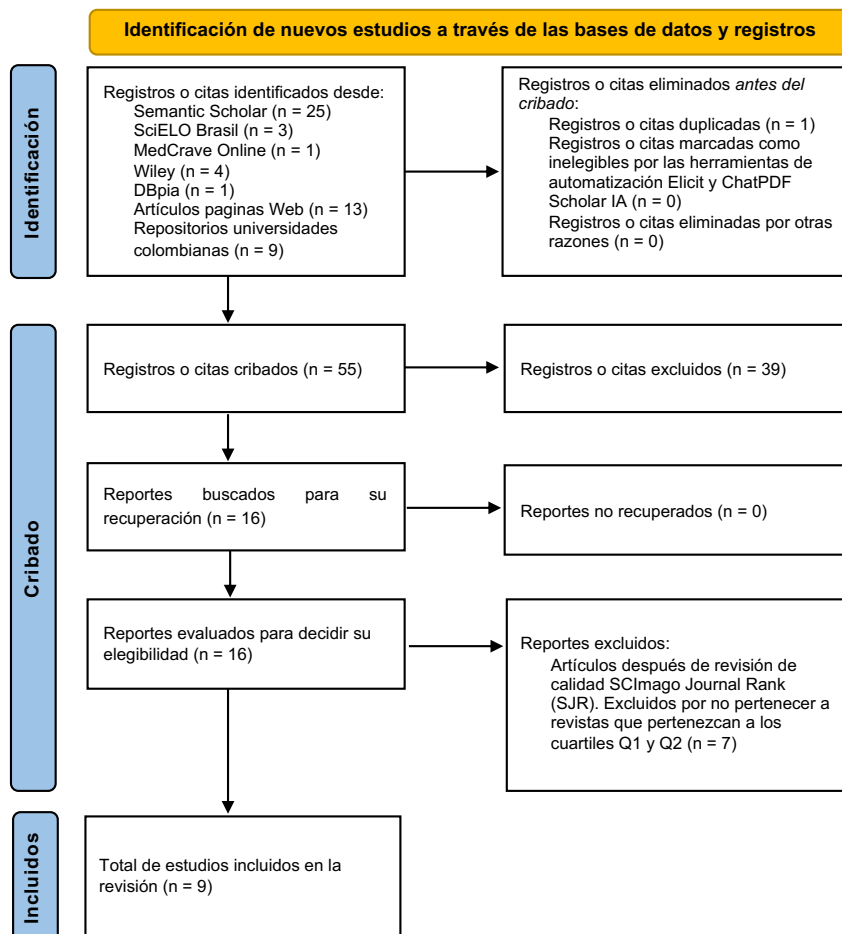 Identificación de nuevos estudios a través de las bases de datos y registros
Identificación
Registros o citas identificados desde:
Semantic Scholar (n = 25)
SciELO Brasil (n = 3)
MedCrave Online (n = 1)
Wiley (n = 4)
DBpia (n = 1)
Artículos paginas Web (n = 13)
Repositorios universidades
colombianas (n = 9)
Registros o citas eliminados antes del
cribado:
Registros o citas duplicadas (n = 1)
Registros o citas marcadas como
inelegibles por las herramientas de
automatización Elicit y ChatPDF
Scholar IA (n = 0)
Registros o citas eliminadas por otras
razones (n = 0)
Cribado
Registros o citas cribados (n = 55)
Registros o citas excluidos (n = 39)
Reportes buscados para su
recuperación (n = 16)
Reportes no recuperados (n = 0)
Reportes evaluados para decidir su
elegibilidad (n = 16)
Reportes excluidos:
Artículos después de revisión de
calidad SCImago Journal Rank
(SJR). Excluidos por no pertenecer a
revistas que pertenezcan a los
cuartiles Q1 y Q2 (n = 7)
Incluidos
Total de estudios incluidos en la
revisión (n = 9)